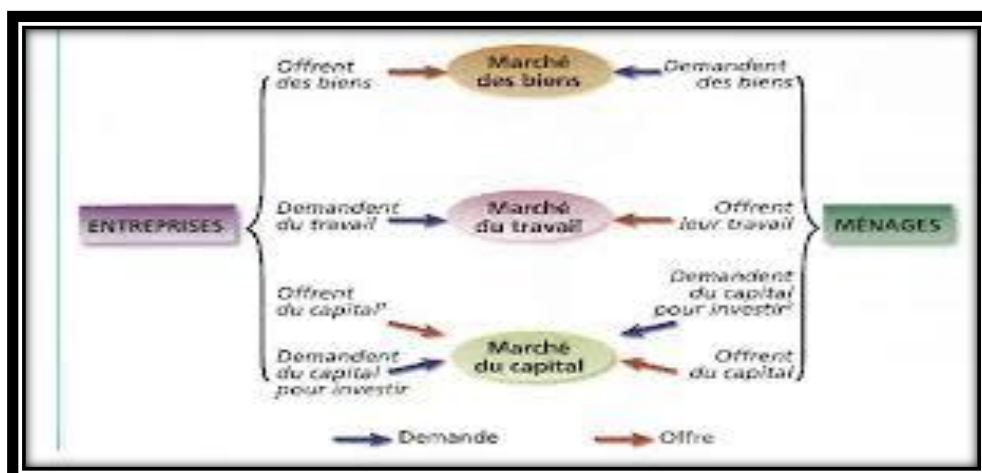 Offrent
des biens
Marché
des biens
Demandent
des biens
ENTREPRISES
Demandent
du travail
Marché
du travail
Offrent
leur travail
MÉNAGES
Offrent
du capital¹
Demandent
du capital
pour investir
Marché
du capital
Demandent
du capital
pour investir²
Offrent
du capital
Demande
Offre